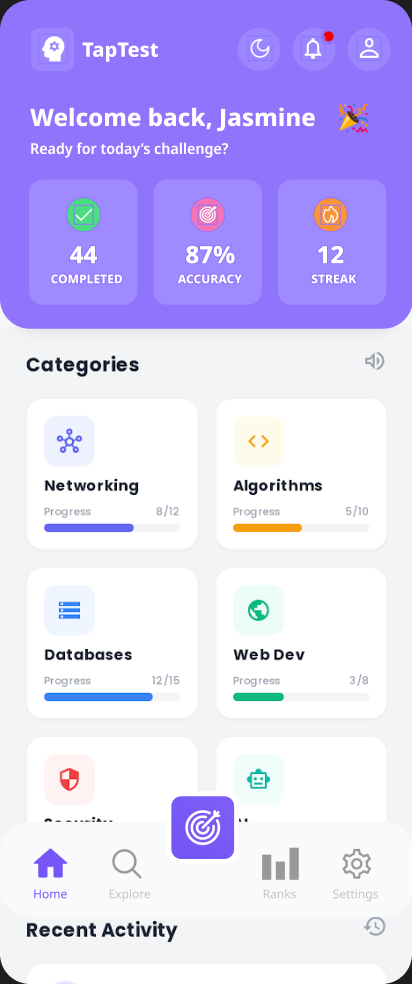 TapTest
Welcome back, Jasmine 🎉
Ready for today's challenge?
44
COMPLETED
87%
ACCURACY
12
STREAK
Categories
Networking
Progress 8/12
Algorithms
Progress 5/10
Databases
Progress 12/15
Web Dev
Progress 3/8
Security
Home
Explore
Ranks
Settings
Recent Activity